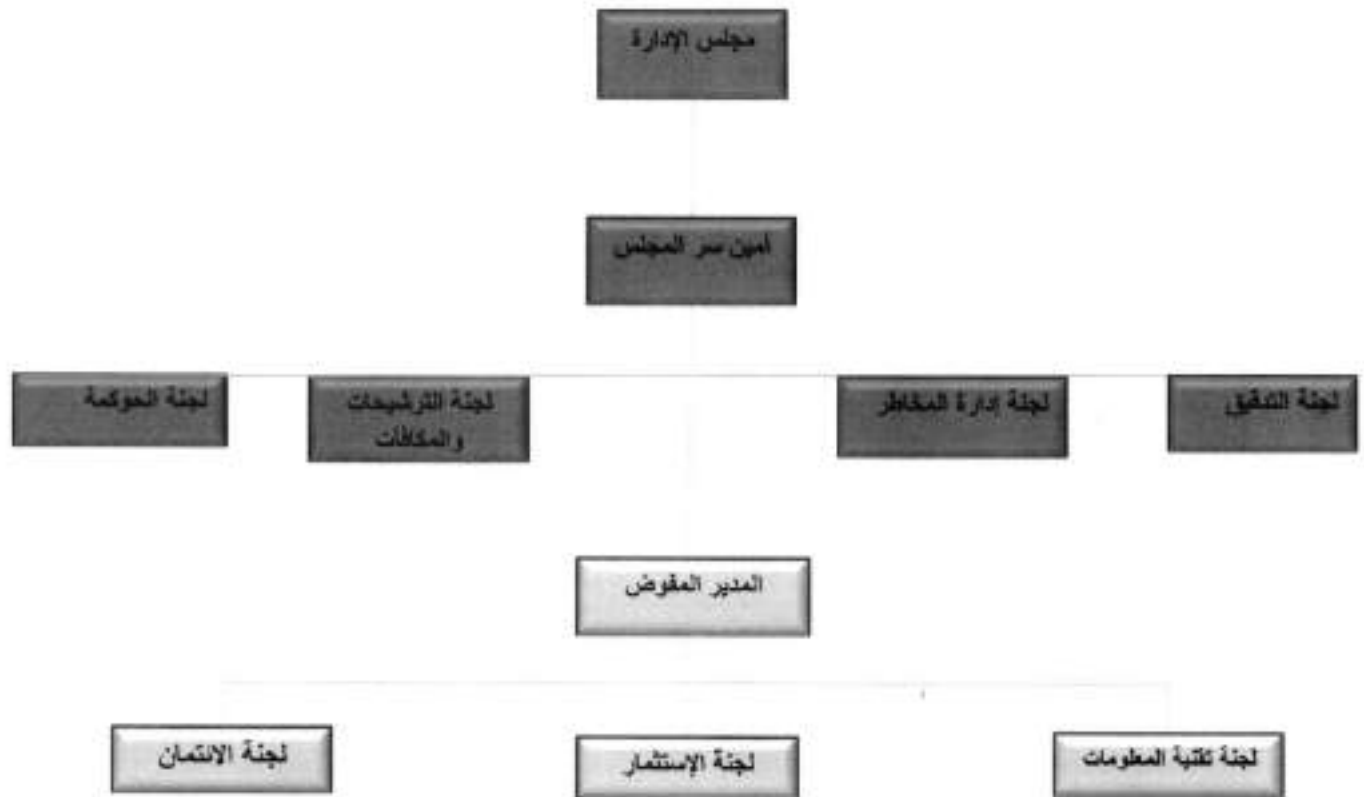 مجلس الإدارة
أمين سر المجلس
لجنة التدقيق
لجنة إدارة المخاطر
لجنة الترشيحات
والمكافآت
لجنة الحوكمة
المدير المفوض
لجنة تقنية المعلومات
لجنة الإستثمار
لجنة الائتمان